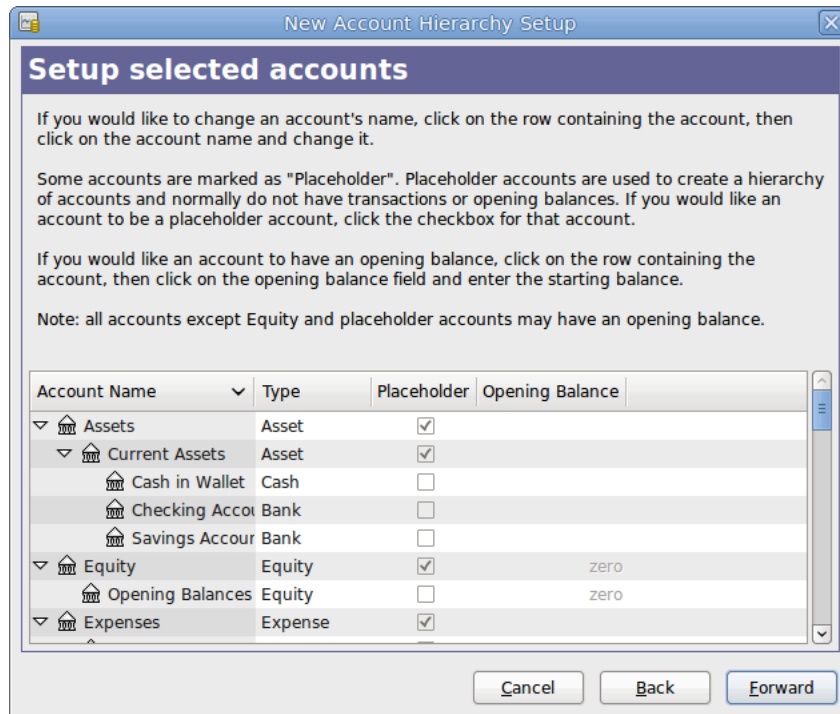 New Account Hierarchy Setup
Setup selected accounts
If you would like to change an account's name, click on the row containing the account, then
click on the account name and change it.
Some accounts are marked as "Placeholder". Placeholder accounts are used to create a hierarchy
of accounts and normally do not have transactions or opening balances. If you would like an
account to be a placeholder account, click the checkbox for that account.
If you would like an account to have an opening balance, click on the row containing the
account, then click on the opening balance field and enter the starting balance.
Note: all accounts except Equity and placeholder accounts may have an opening balance.
Account Name Type Placeholder Opening Balance
Assets Asset
Current Assets Asset
Cash in Wallet Cash
Checking Accou Bank
Savings Accour Bank
Equity Equity zero
Opening Balances Equity zero
Expenses Expense
Cancel Back Forward